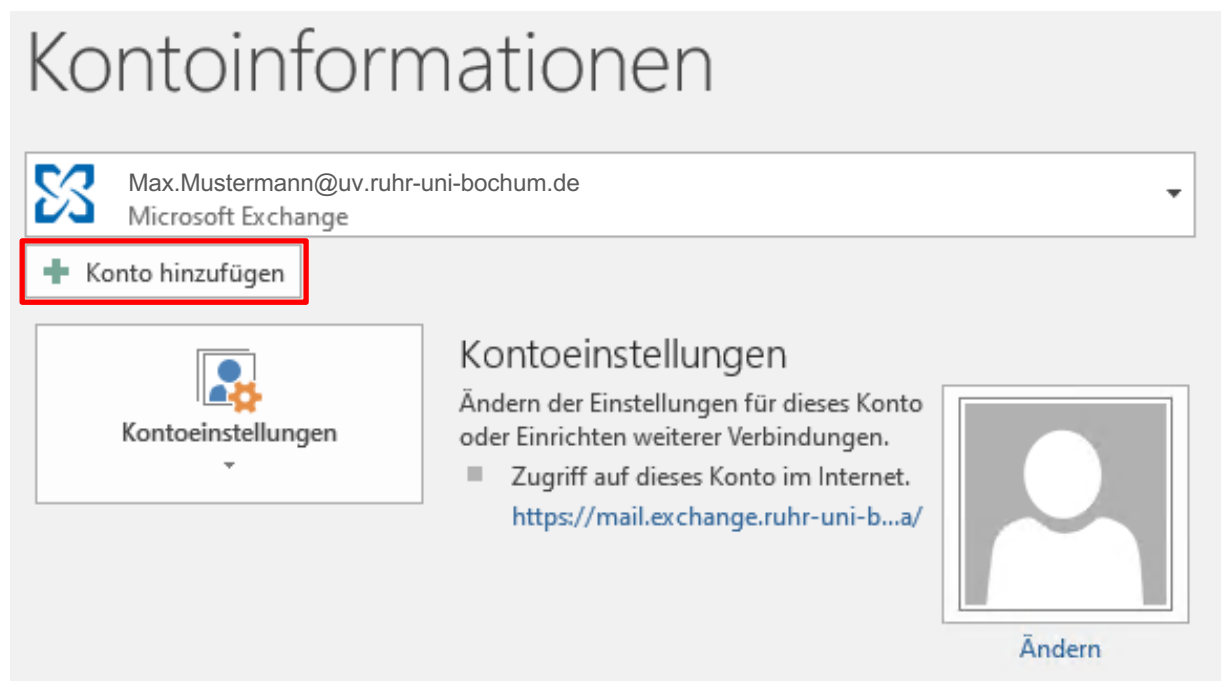 Kontoinformationen
Max.Mustermann@uv.ruhr-uni-bochum.de
Microsoft Exchange
Konto hinzufügen
Kontoeinstellungen
Kontoeinstellungen
Ändern der Einstellungen für dieses Konto
oder Einrichten weiterer Verbindungen.
Zugriff auf dieses Konto im Internet.
https://mail.exchange.ruhr-uni-b...a/
Ändern